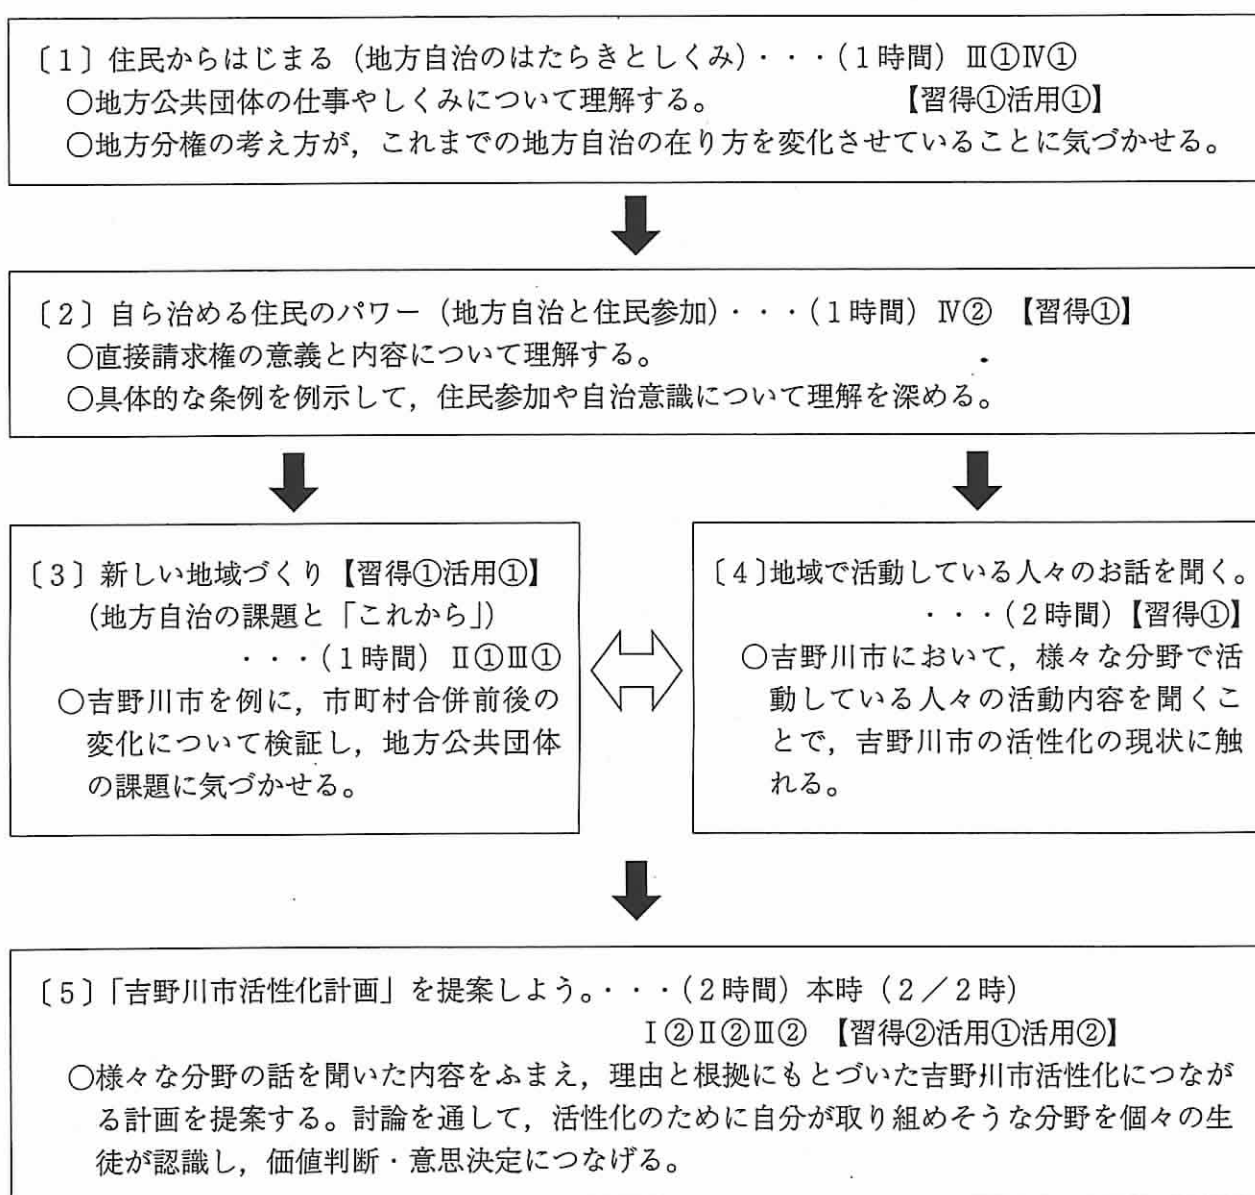 〔1〕住民からはじまる（地方自治のはたらきとしくみ）・・・(1時間) Ⅲ①Ⅳ①
○地方公共団体の仕事やしくみについて理解する。 【習得①活用①】
○地方分権の考え方が，これまでの地方自治の在り方を変化させていることに気づかせる。
〔2〕自ら治める住民のパワー（地方自治と住民参加）・・・(1時間) Ⅳ② 【習得①】
○直接請求権の意義と内容について理解する。
○具体的な条例を例示して，住民参加や自治意識について理解を深める。
〔3〕新しい地域づくり【習得①活用①】
（地方自治の課題と「これから」）
・・・(1時間) Ⅱ①Ⅲ①
○吉野川市を例に，市町村合併前後の
変化について検証し，地方公共団体
の課題に気づかせる。
〔4〕地域で活動している人々のお話を聞く。
・・・(2時間)【習得①】
○吉野川市において，様々な分野で活
動している人々の活動内容を聞くこ
とで，吉野川市の活性化の現状に触
れる。
〔5〕「吉野川市活性化計画」を提案しよう。・・・(2時間) 本時（2／2時）
Ⅰ②Ⅱ②Ⅲ② 【習得②活用①活用②】
○様々な分野の話を聞いた内容をふまえ，理由と根拠にもとづいた吉野川市活性化につなが
る計画を提案する。討論を通して，活性化のために自分が取り組めそうな分野を個々の生
徒が認識し，価値判断・意思決定につなげる。